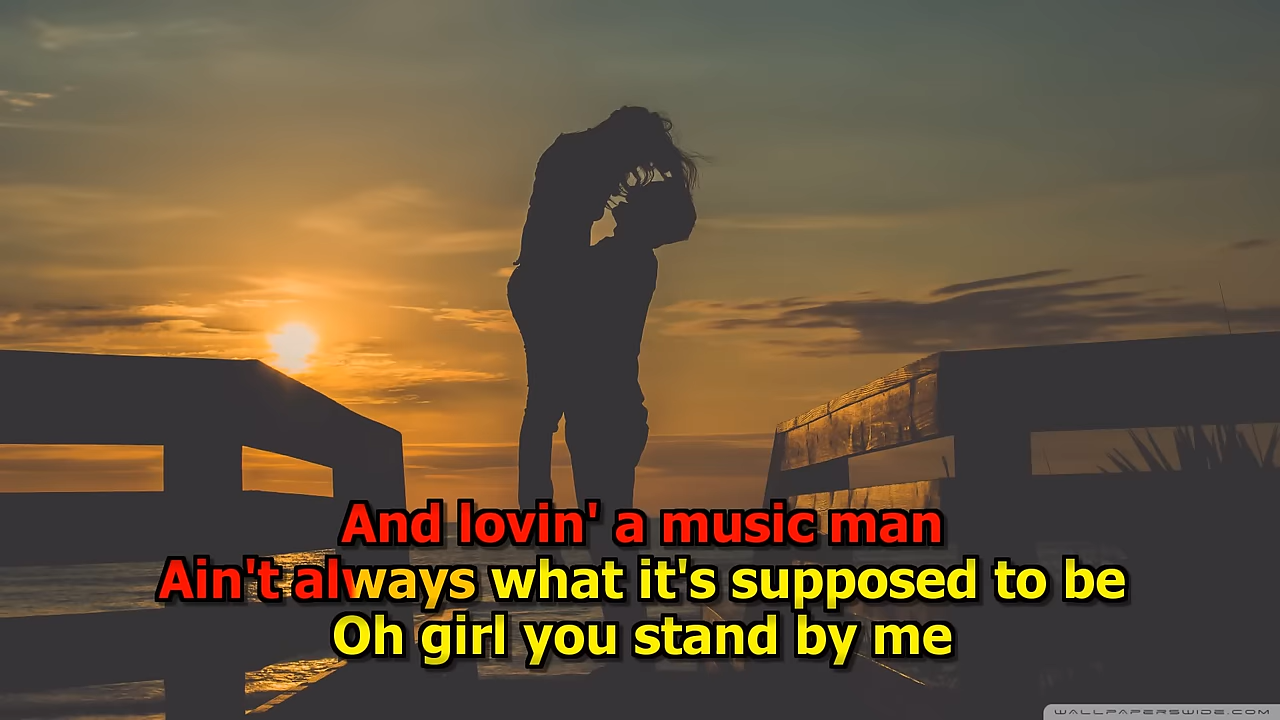 And lovin' a music man
Ain't always what it's supposed to be
Oh girl you stand by me
WALLPAPERSWIDE.COM